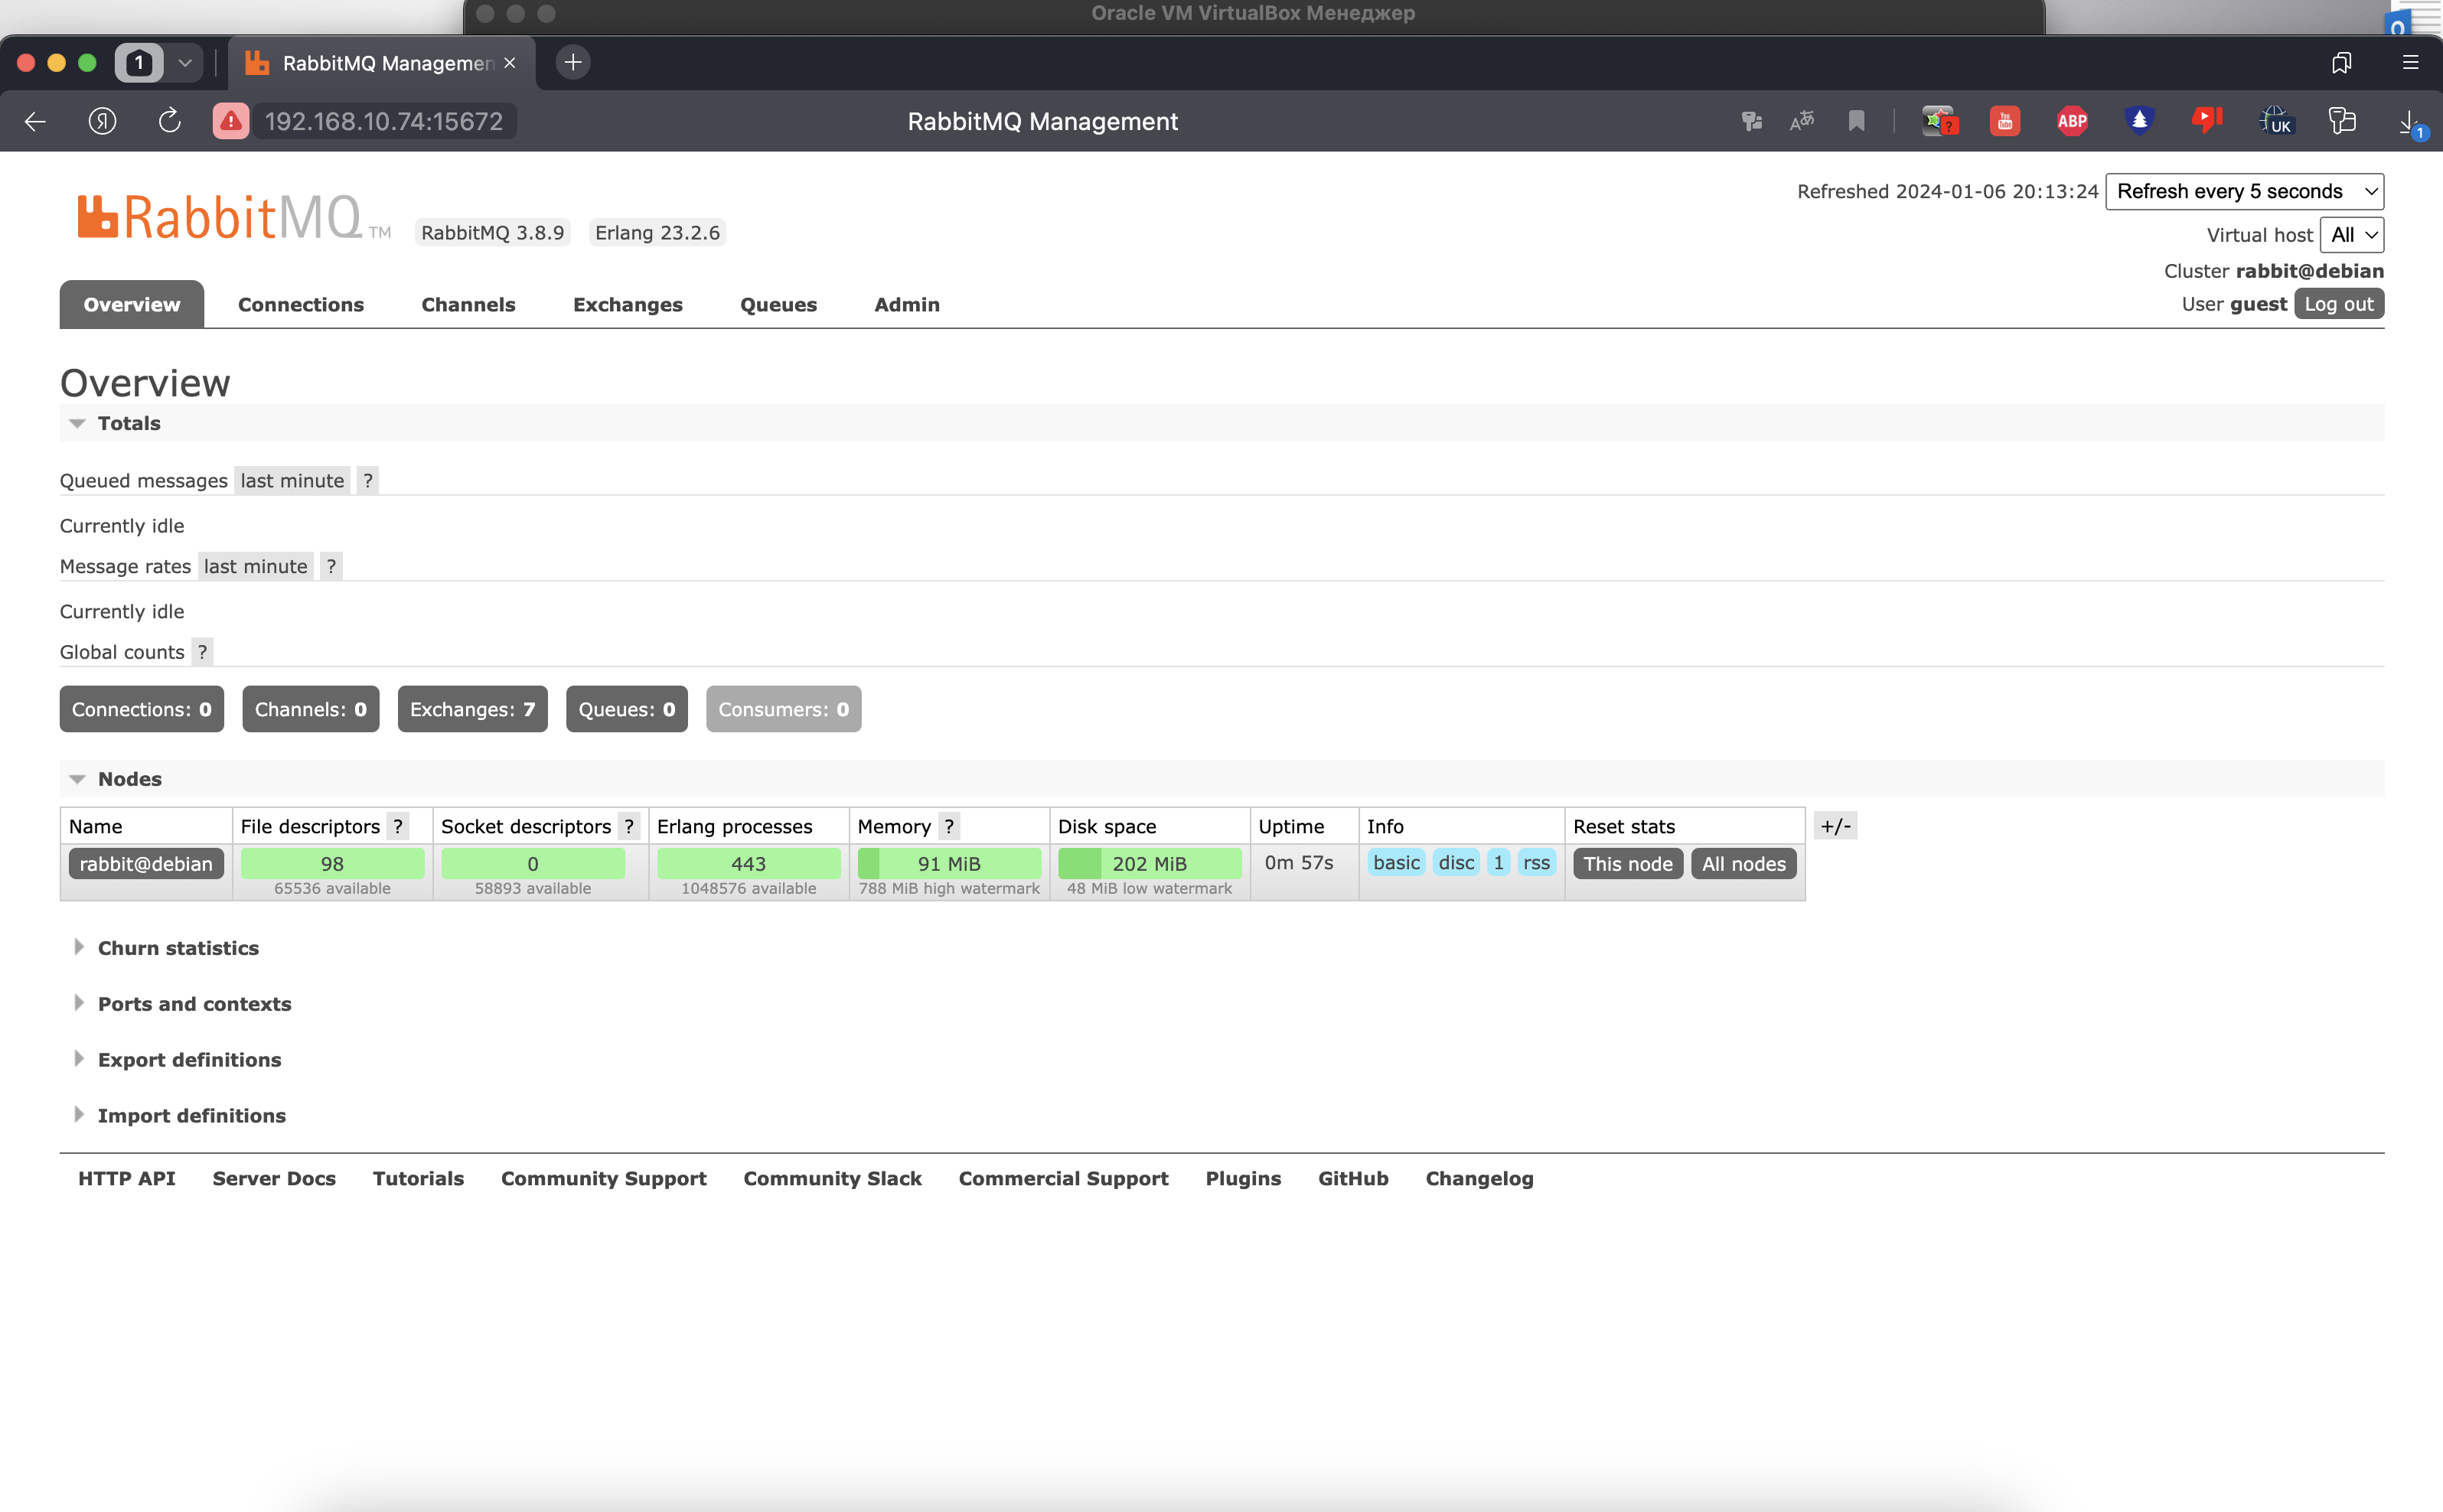 Oracle VM VirtualBox Менеджер
1
RabbitMQ Managemen
192.168.10.74:15672
RabbitMQ Management
ABP
UK
1
RabbitMQ TM
RabbitMQ 3.8.9
Erlang 23.2.6
Refreshed 2024-01-06 20:13:24
Refresh every 5 seconds
Virtual host All
Cluster rabbit@debian
User guest Log out
Overview Connections Channels Exchanges Queues Admin
Overview
Totals
Queued messages last minute ?
Currently idle
Message rates last minute ?
Currently idle
Global counts ?
Connections: 0 Channels: 0 Exchanges: 7 Queues: 0 Consumers: 0
Nodes
Name File descriptors ? Socket descriptors ? Erlang processes Memory ? Disk space Uptime Info Reset stats +/-
rabbit@debian 98 0 443 91 MiB 202 MiB 0m 57s basic disc 1 rss This node All nodes
65536 available 58893 available 1048576 available 788 MiB high watermark 48 MiB low watermark
Churn statistics
Ports and contexts
Export definitions
Import definitions
HTTP API Server Docs Tutorials Community Support Community Slack Commercial Support Plugins GitHub Changelog